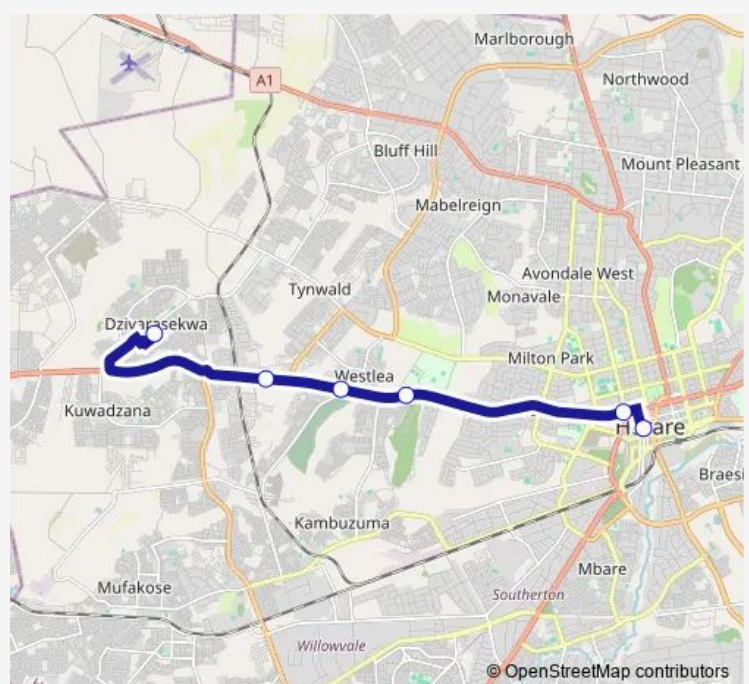 Marlborough
A1
Northwood
Bluff Hill
Mount Pleasant
Mabelreign
Avondale West
Tynwald
Monavale
Dzivarasekwa
Milton Park
Westlea
Kuwadzana
Harare
Braesi
Kambuzuma
Mbare
Mufakose
Southerton
Willowvale
© OpenStreetMap contributors